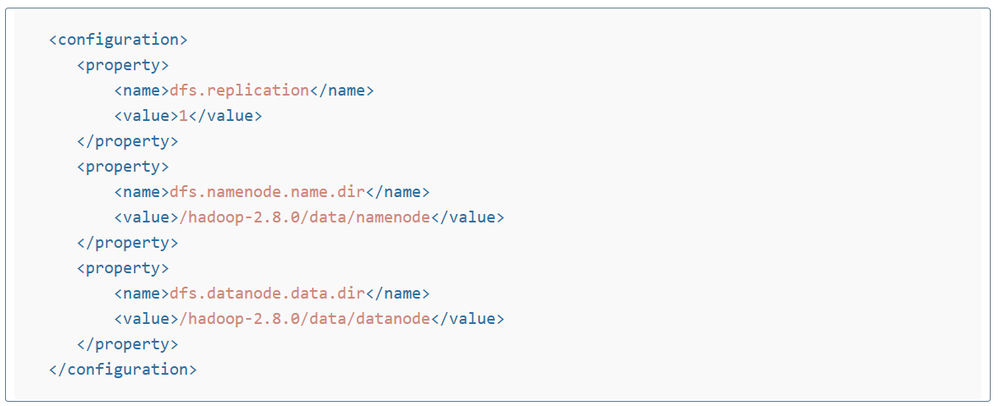 <configuration>
<property>
<name>dfs.replication</name>
<value>1</value>
</property>
<property>
<name>dfs.namenode.name.dir</name>
<value>/hadoop-2.8.0/data/namenode</value>
</property>
<property>
<name>dfs.datanode.data.dir</name>
<value>/hadoop-2.8.0/data/datanode</value>
</property>
</configuration>